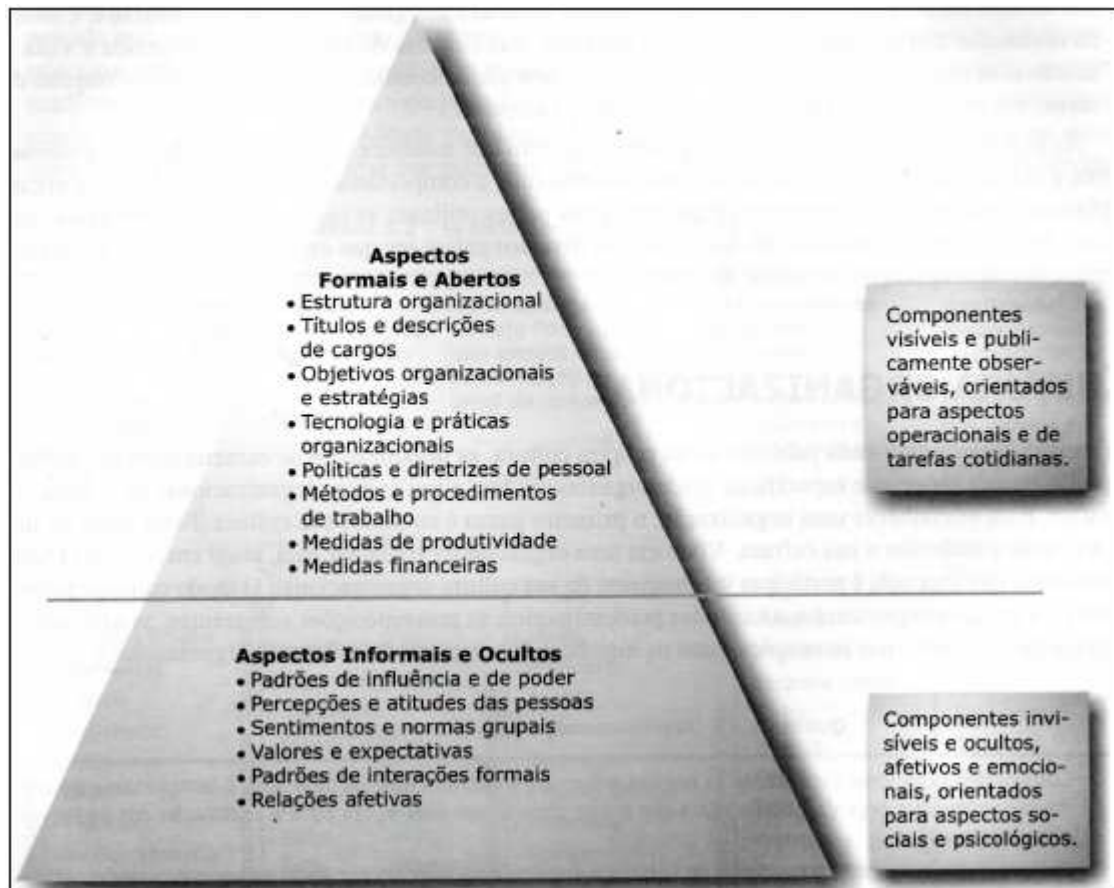 Aspectos
Formais e Abertos
• Estrutura organizacional
• Títulos e descrições
de cargos
• Objetivos organizacionais
e estratégias
• Tecnologia e práticas
organizacionais
• Políticas e diretrizes de pessoal
• Métodos e procedimentos
de trabalho
• Medidas de produtividade
• Medidas financeiras
Componentes
visíveis e publi-
camente obser-
váveis, orientados
para aspectos
operacionais e de
tarefas cotidianas.
Aspectos Informais e Ocultos
• Padrões de influência e de poder
• Percepções e atitudes das pessoas
• Sentimentos e normas grupais
• Valores e expectativas
• Padrões de interações formais
• Relações afetivas
Componentes invi-
síveis e ocultos,
afetivos e emocio-
nais, orientados
para aspectos so-
ciais e psicológicos.